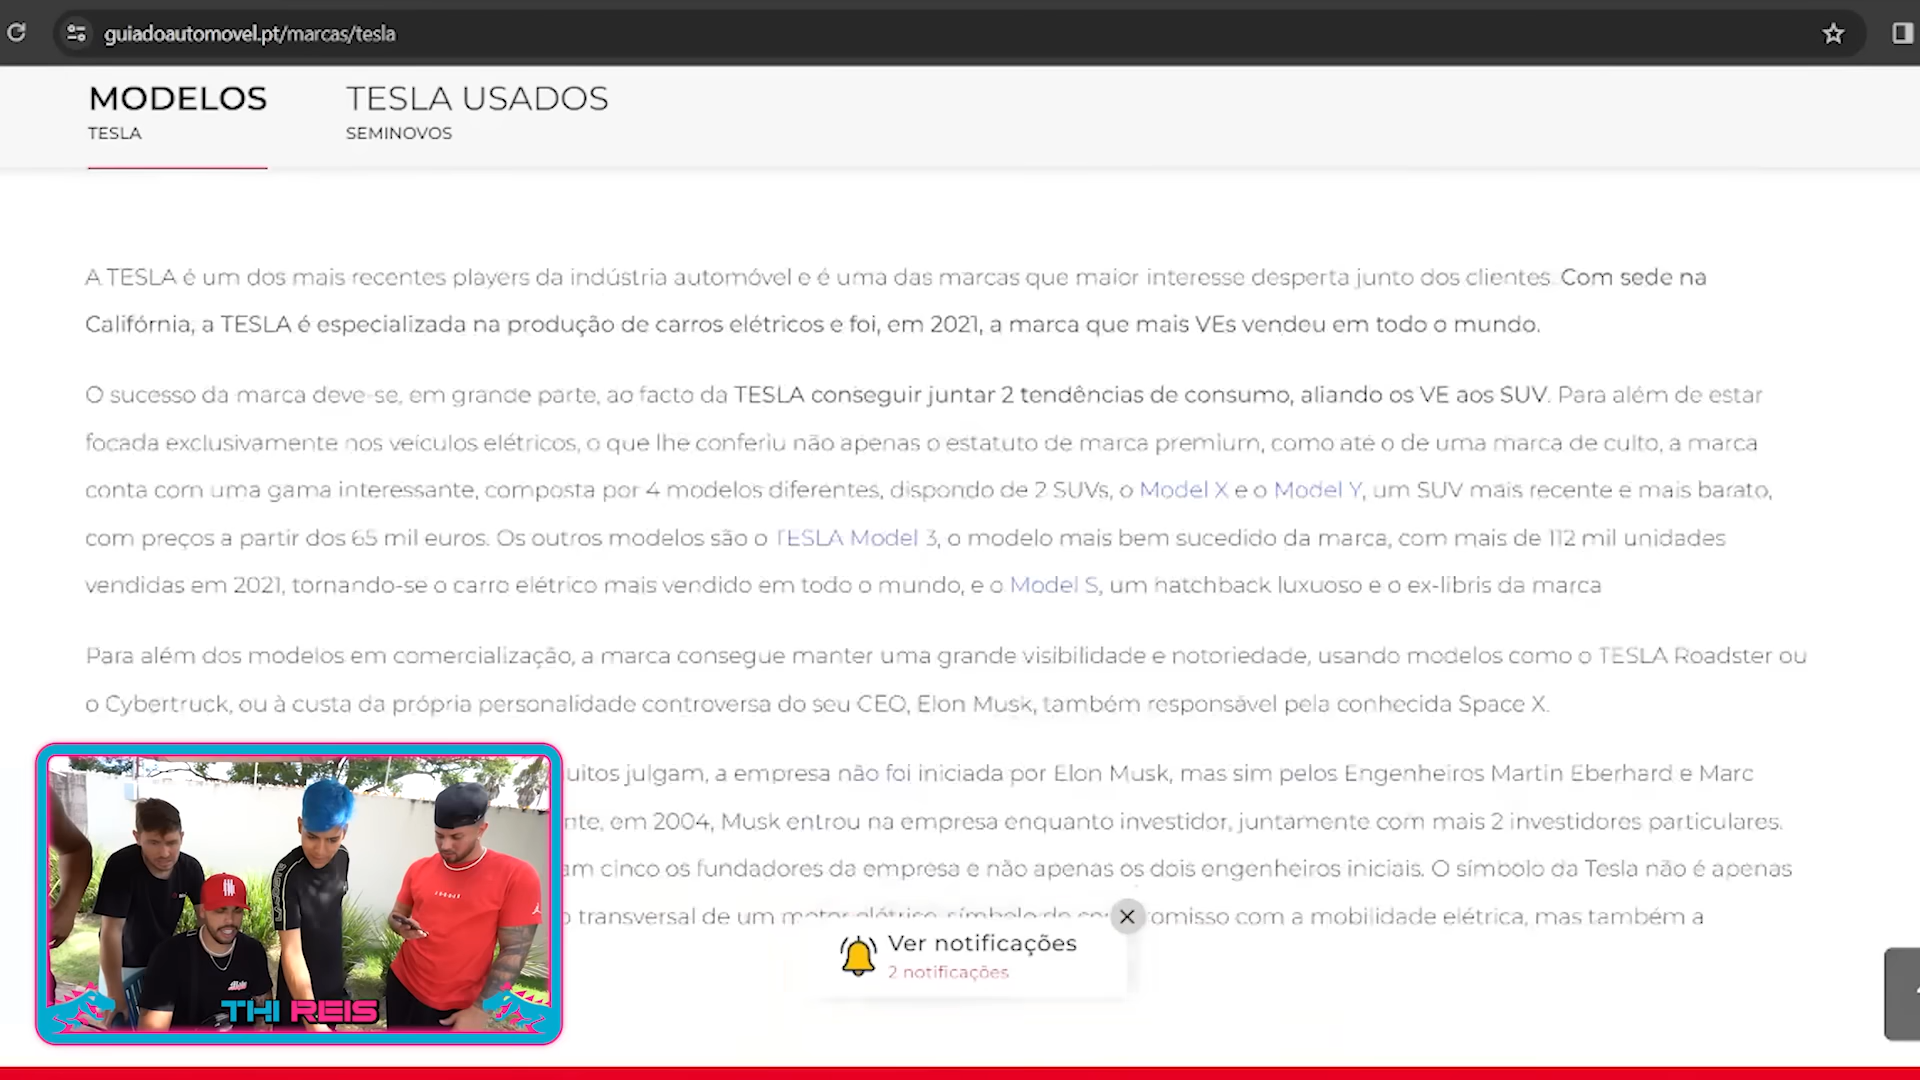 guiadoautomovel.pt/marcas/tesla
MODELOS
TESLA
TESLA USADOS
SEMINOVOS
A TESLA é um dos mais recentes players da indústria automóvel e é uma das marcas que maior interesse desperta junto dos clientes. Com sede na
Califórnia, a TESLA é especializada na produção de carros elétricos e foi, em 2021, a marca que mais VEs vendeu em todo o mundo.
O sucesso da marca deve-se, em grande parte, ao facto da TESLA conseguir juntar 2 tendências de consumo, aliando os VE aos SUV. Para além de estar
focada exclusivamente nos veículos elétricos, o que lhe conferiu não apenas o estatuto de marca premium, como até o de uma marca de culto, a marca
conta com uma gama interessante, composta por 4 modelos diferentes, dispondo de 2 SUVs, o Model X e o Model Y, um SUV mais recente e mais barato,
com preços a partir dos 65 mil euros. Os outros modelos são o TESLA Model 3, o modelo mais bem sucedido da marca, com mais de 112 mil unidades
vendidas em 2021, tornando-se o carro elétrico mais vendido em todo o mundo, e o Model S, um hatchback luxuoso e o ex-libris da marca
Para além dos modelos em comercialização, a marca consegue manter uma grande visibilidade e notoriedade, usando modelos como o TESLA Roadster ou
o Cybertruck, ou à custa da própria personalidade controversa do seu CEO, Elon Musk, também responsável pela conhecida Space X.
uitos julgam, a empresa não foi iniciada por Elon Musk, mas sim pelos Engenheiros Martin Eberhard e Marc
nte, em 2004, Musk entrou na empresa enquanto investidor, juntamente com mais 2 investidores particulares.
am cinco os fundadores da empresa e não apenas os dois engenheiros iniciais. O símbolo da Tesla não é apenas
o transversal de um motor elétrico, símbolo do omisso com a mobilidade elétrica, mas também a
Ver notificações
2 notificações
THI REIS